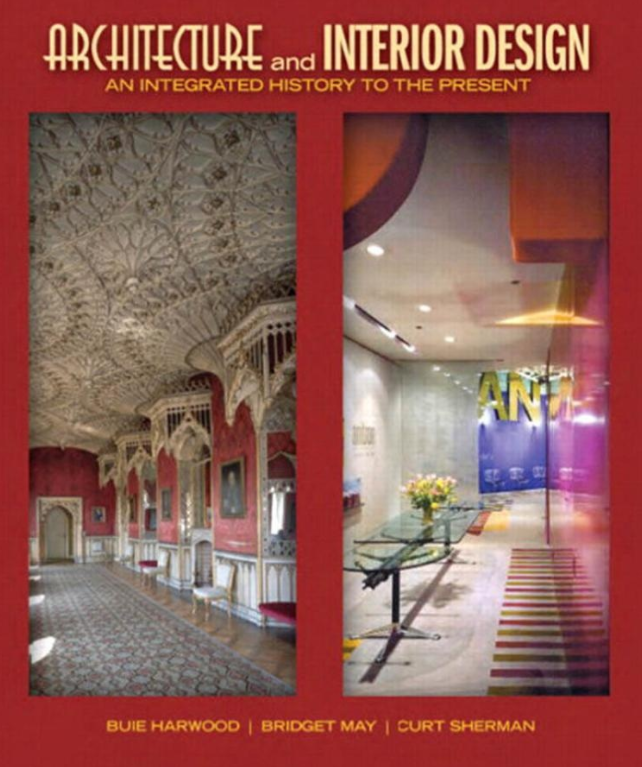 ARCHITECTURE and INTERIOR DESIGN
AN INTEGRATED HISTORY TO THE PRESENT
BUIE HARWOOD | BRIDGET MAY | CURT SHERMAN